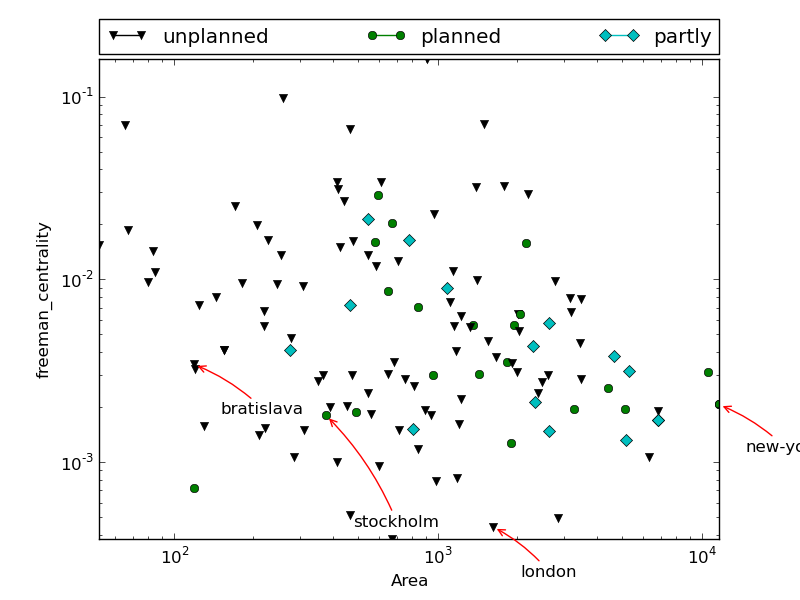 unplanned planned partly
10^-1
10^-2
10^-3
freeman_centrality
bratislava
new-yo
stockholm
london
10^2 10^3 10^4
Area